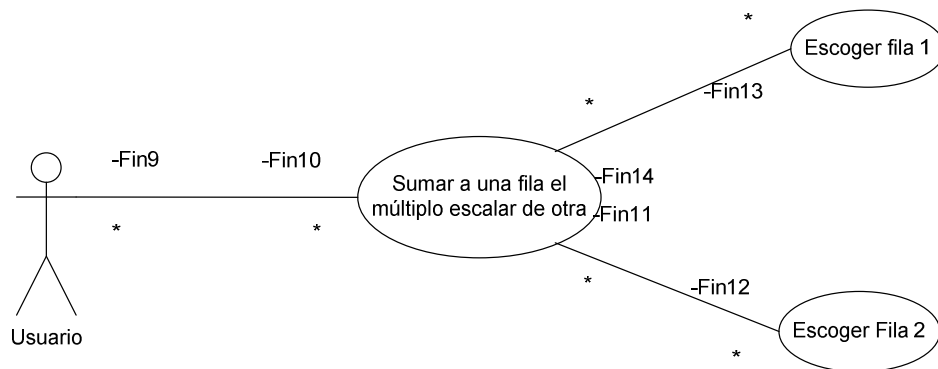 *
Escoger fila 1
-Fin13
*
-Fin9
-Fin10
Sumar a una fila el
múltiplo escalar de otra
-Fin14
-Fin11
*
*
*
-Fin12
Usuario
Escoger Fila 2
*